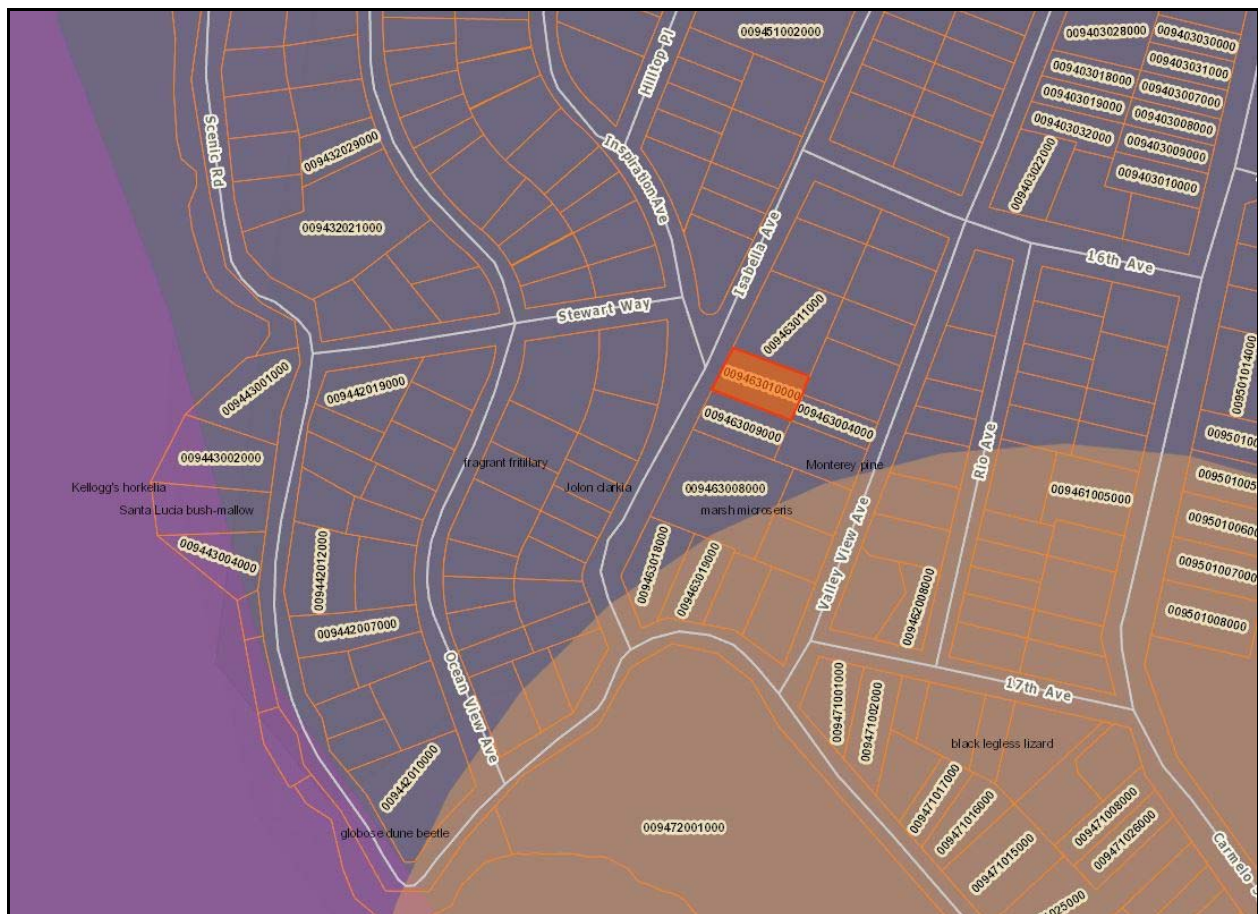 009451002000
009403028000
009403030000
009403031000
009403018000
009403007000
009403019000
009403008000
009403032000
009403009000
009403022000
009403010000
Hilltop Pl
Scenic Rd
009432029000
Inspiration Ave
009432021000
Isabella Ave
16th Ave
Stewart Way
009463011000
009443001000
009442019000
009463010000
009463004000
009463009000
009501014000
009443002000
fragrant fritillary
Monterey pine
Rio Ave
Kellogg's horkelia
Jolon clarkia
009463008000
009461005000
Santa Lucia bush-mallow
marsh microseris
009443004000
009442012000
009463018000
009463019000
Valley View Ave
009462008000
009501007000
009442007000
009501008000
Ocean View Ave
17th Ave
009471001000
009471002000
black legless lizard
009442010000
009471017000
009471016000
009471008000
009471026000
globose dune beetle
009472001000
009471015000
Carmelo